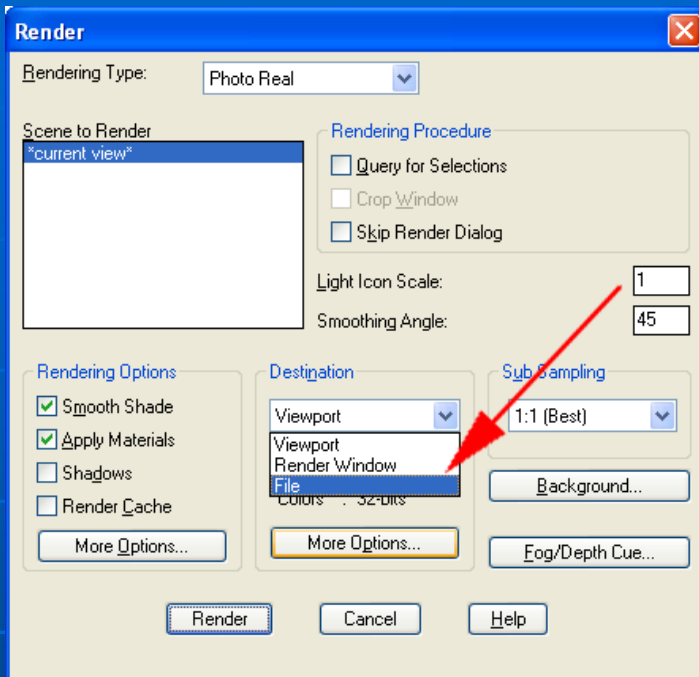 Render
Rendering Type:
Photo Real
Scene to Render
*current view*
Rendering Procedure
Query for Selections
Crop Window
Skip Render Dialog
Light Icon Scale:
1
Smoothing Angle:
45
Rendering Options
Smooth Shade
Apply Materials
Shadows
Render Cache
More Options...
Destination
Viewport
Viewport
Render Window
File
Colors : 32-bits
More Options...
Sub Sampling
1:1 (Best)
Background...
Fog/Depth Cue...
Render
Cancel
Help